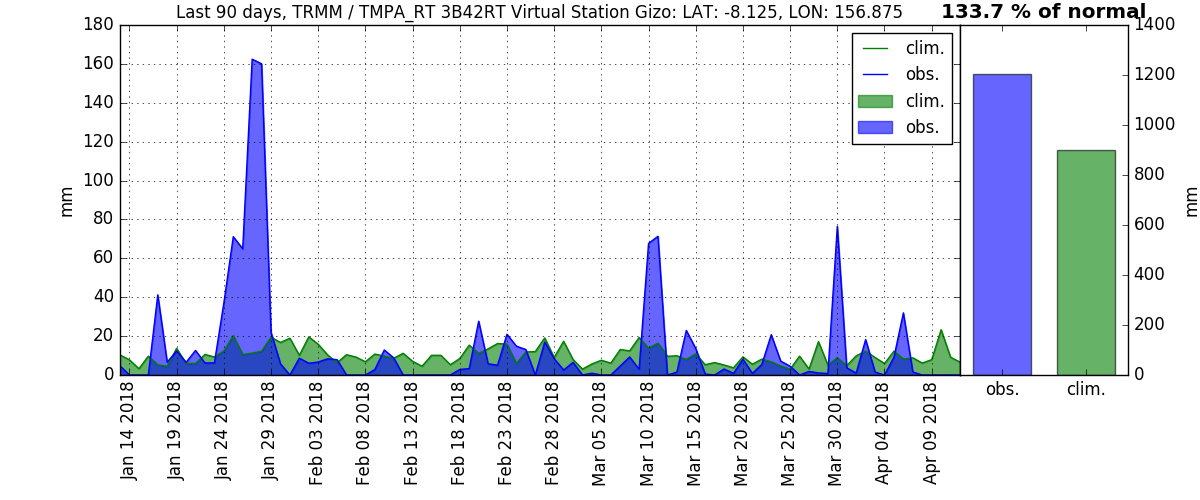 Last 90 days, TRMM / TMPA_RT 3B42RT Virtual Station Gizo: LAT: -8.125, LON: 156.875
133.7 % of normal
180
160
140
120
100
80
60
40
20
0
mm
clim.
obs.
clim.
obs.
Jan 14 2018
Jan 19 2018
Jan 24 2018
Jan 29 2018
Feb 03 2018
Feb 08 2018
Feb 13 2018
Feb 18 2018
Feb 23 2018
Feb 28 2018
Mar 05 2018
Mar 10 2018
Mar 15 2018
Mar 20 2018
Mar 25 2018
Mar 30 2018
Apr 04 2018
Apr 09 2018
1400
1200
1000
800
600
400
200
0
mm
obs.
clim.